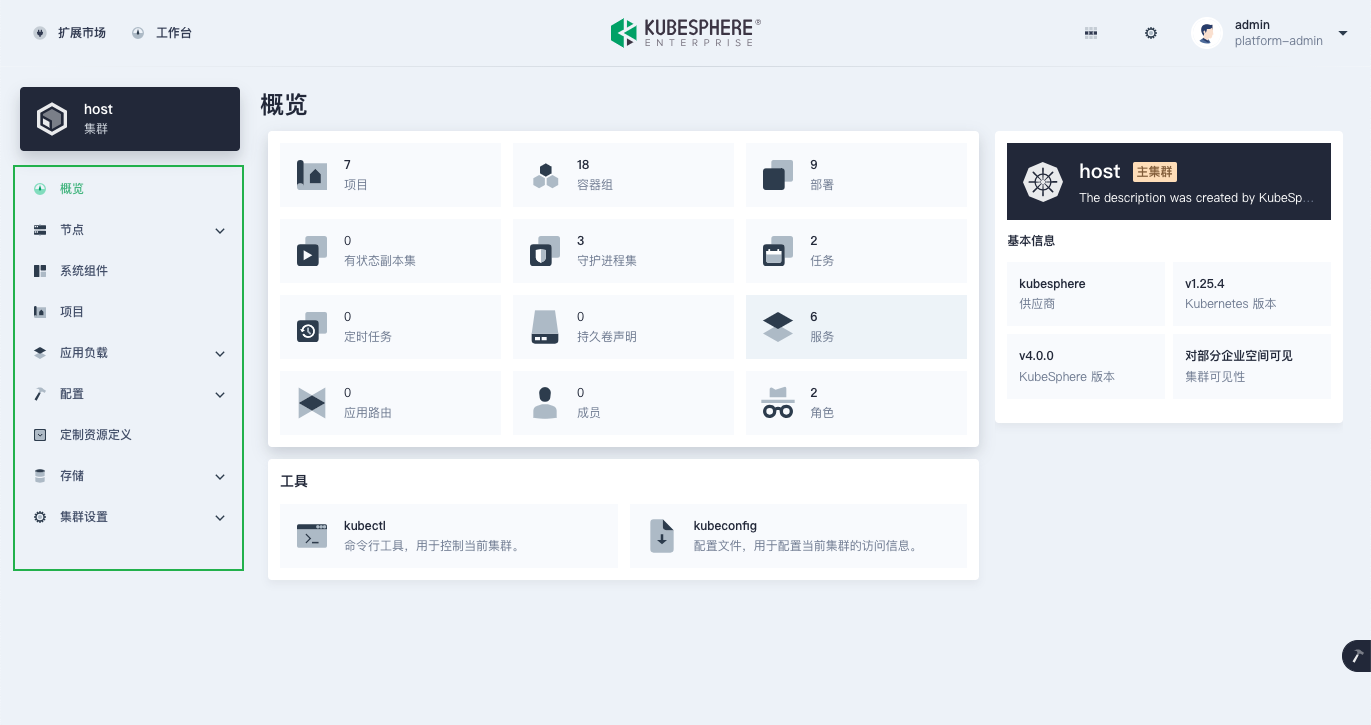 扩展市场
工作台
KUBESPHERE®
ENTERPRISE
admin
platform-admin
host
集群
概览
节点
系统组件
项目
应用负载
配置
定制资源定义
存储
集群设置
概览
7
项目
18
容器组
9
部署
0
有状态副本集
3
守护进程集
2
任务
0
定时任务
0
持久卷声明
6
服务
0
应用路由
0
成员
2
角色
工具
kubectl
命令行工具，用于控制当前集群。
kubeconfig
配置文件，用于配置当前集群的访问信息。
host 主集群
The description was created by KubeSp...
基本信息
kubesphere
供应商
v1.25.4
Kubernetes 版本
v4.0.0
KubeSphere 版本
对部分企业空间可见
集群可见性